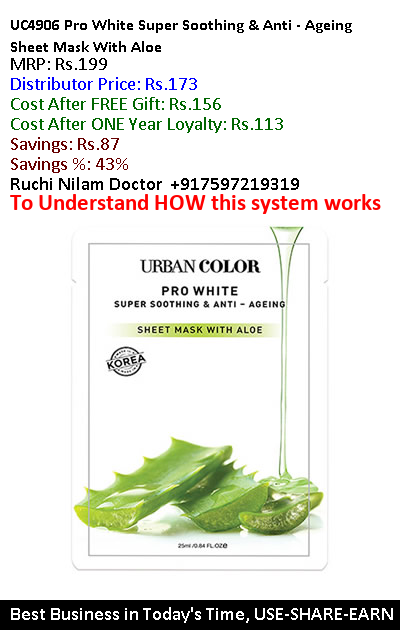 UC4906 Pro White Super Soothing & Anti - Ageing
Sheet Mask With Aloe
MRP: Rs.199
Distributor Price: Rs.173
Cost After FREE Gift: Rs.156
Cost After ONE Year Loyalty: Rs.113
Savings: Rs.87
Savings %: 43%
Ruchi Nilam Doctor +917597219319
To Understand HOW this system works
URBAN COLOR
PRO WHITE
SUPER SOOTHING & ANTI - AGEING
SHEET MASK WITH ALOE
KOREA
25ml /0.84 FL.OZe
Best Business in Today's Time, USE-SHARE-EARN